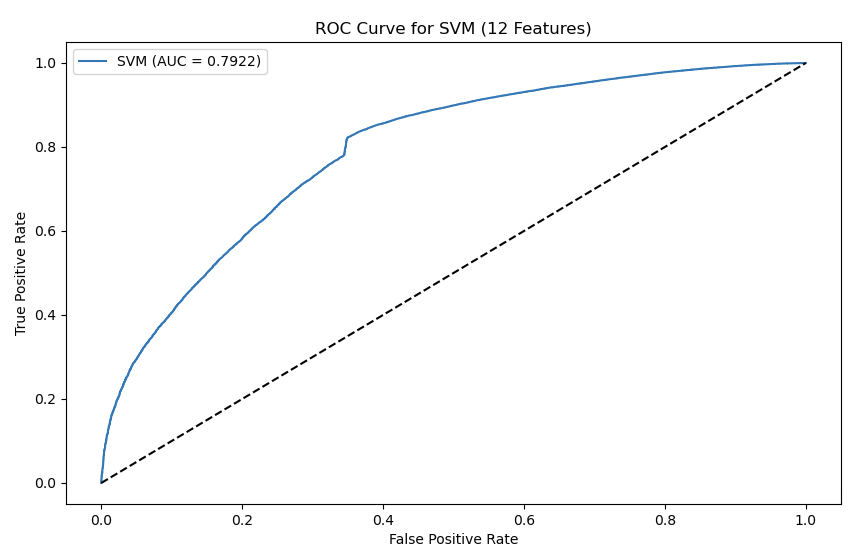 ROC Curve for SVM (12 Features)
SVM (AUC = 0.7922)
1.0
0.8
0.6
0.4
0.2
0.0
True Positive Rate
0.0 0.2 0.4 0.6 0.8 1.0
False Positive Rate